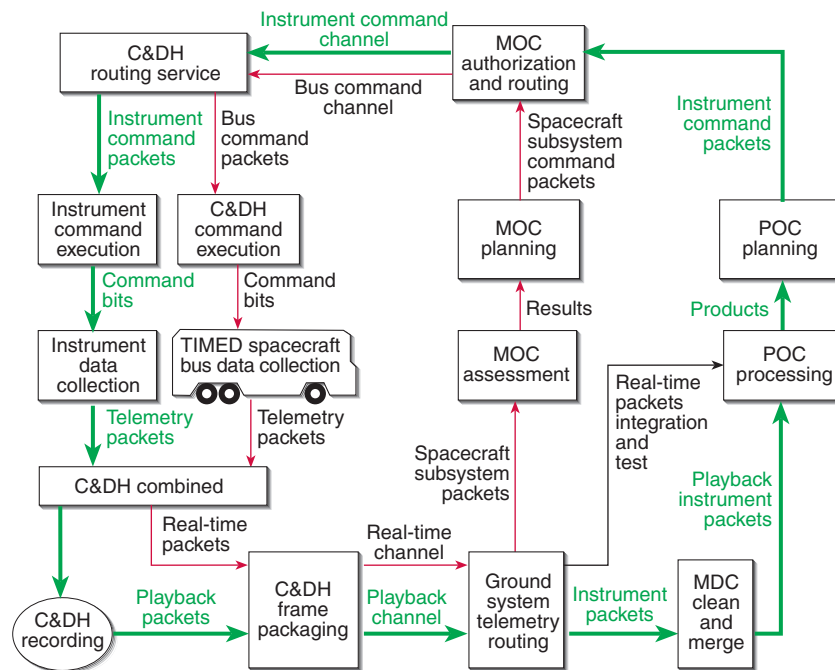 Instrument command
channel
C&DH
routing service
MOC
authorization
and routing
Bus command
channel
Instrument
command
packets
Bus
command
packets
Spacecraft
subsystem
command
packets
Instrument
command
packets
Instrument
command
execution
C&DH
command
execution
MOC
planning
POC
planning
Command
bits
Command
bits
Results
Products
Instrument
data
collection
TIMED spacecraft
bus data collection
MOC
assessment
POC
processing
Telemetry
packets
Telemetry
packets
Spacecraft
subsystem
packets
Real-time
packets
integration
and
test
Playback
instrument
packets
C&DH combined
Real-time
packets
Real-time
channel
C&DH
recording
Playback
packets
C&DH
frame
packaging
Playback
channel
Ground
system
telemetry
routing
Instrument
packets
MDC
clean
and
merge